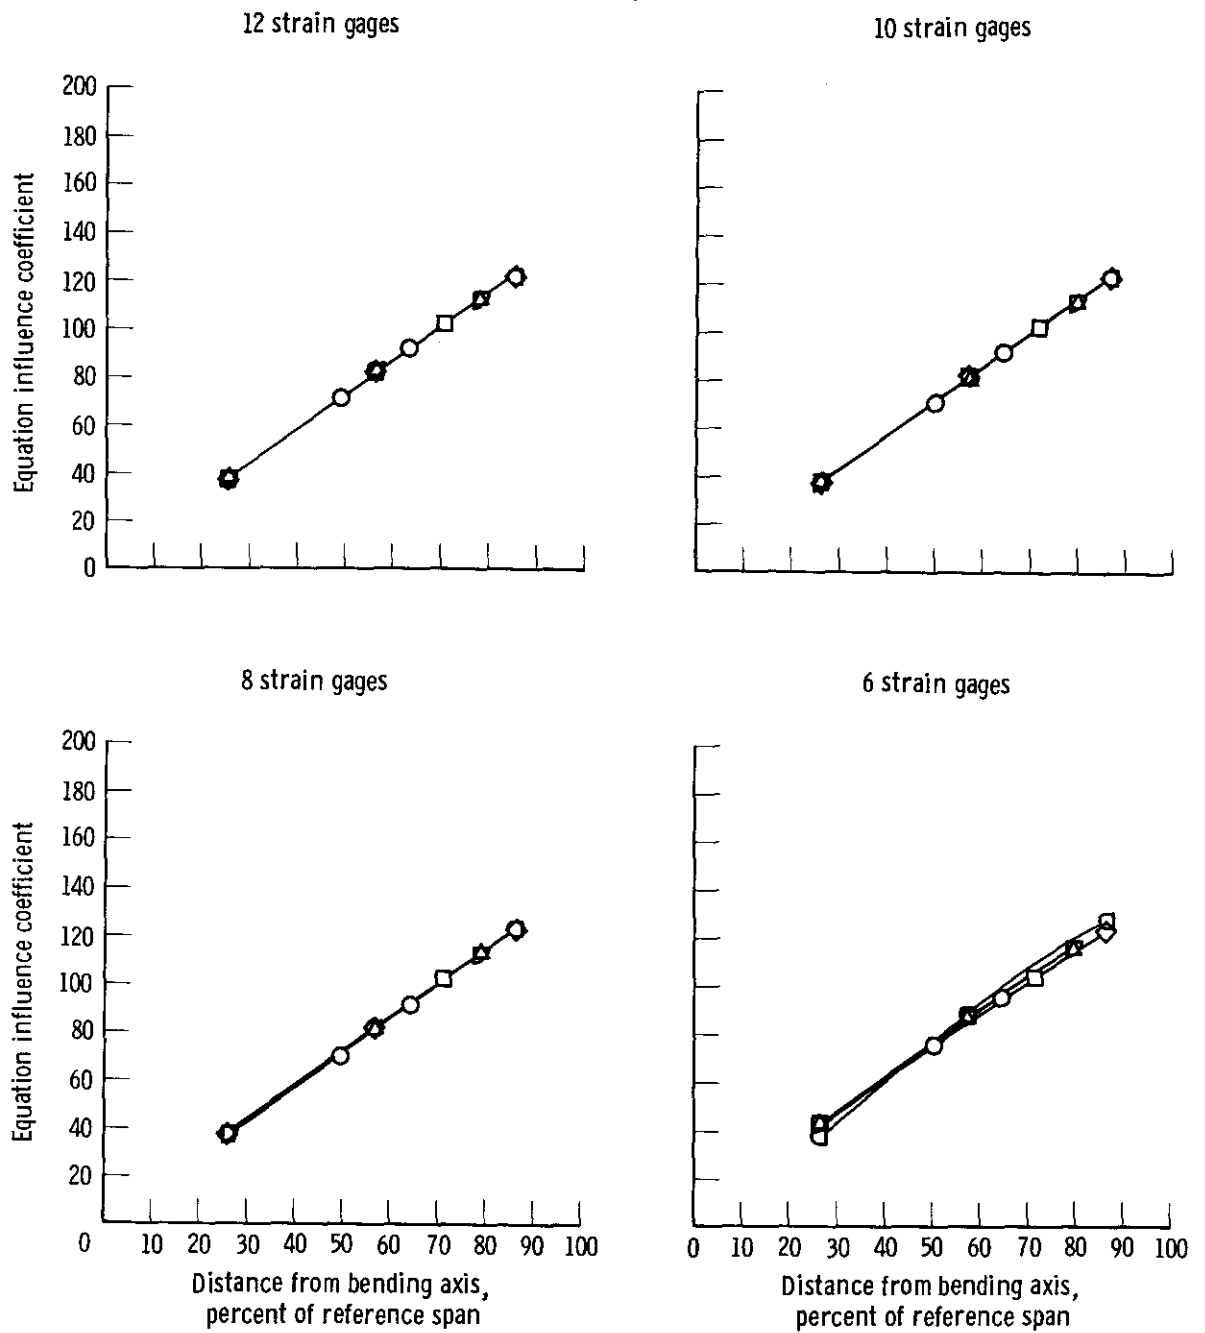 12 strain gages
10 strain gages
200
180
160
140
120
100
80
60
40
20
0
Equation influence coefficient
8 strain gages
6 strain gages
200
180
160
140
120
100
80
60
40
20
Equation influence coefficient
0 10 20 30 40 50 60 70 80 90 100
Distance from bending axis,
percent of reference span
0 10 20 30 40 50 60 70 80 90 100
Distance from bending axis,
percent of reference span